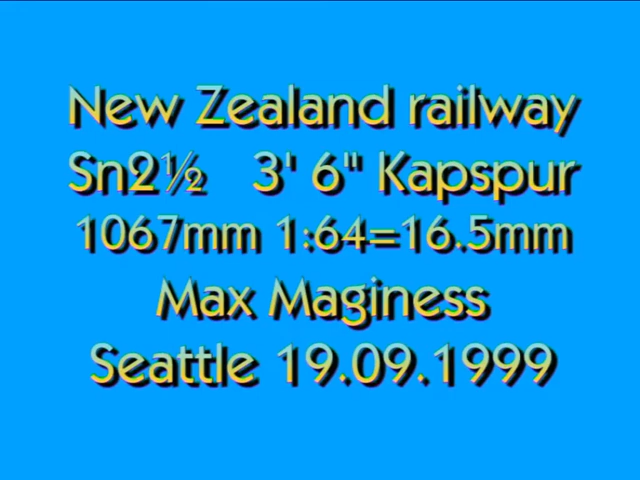 New Zealand railway
Sn2½   3' 6" Kapspur
1067mm 1:64=16.5mm
Max Maginess
Seattle 19.09.1999